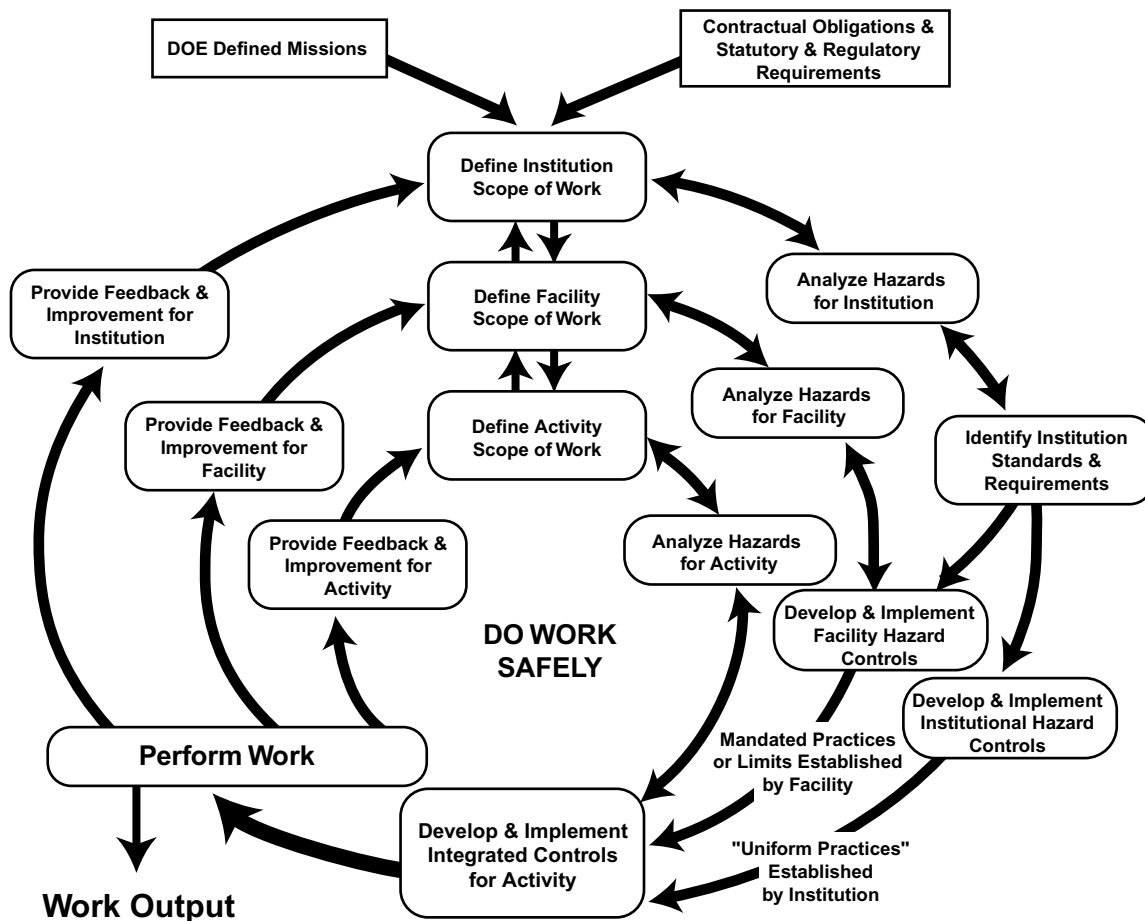 DOE Defined Missions
Contractual Obligations &
Statutory & Regulatory
Requirements
Define Institution
Scope of Work
Provide Feedback &
Improvement for
Institution
Define Facility
Scope of Work
Analyze Hazards
for Institution
Provide Feedback &
Improvement for
Facility
Define Activity
Scope of Work
Analyze Hazards
for Facility
Identify Institution
Standards &
Requirements
Provide Feedback &
Improvement for
Activity
Analyze Hazards
for Activity
DO WORK
SAFELY
Develop & Implement
Facility Hazard
Controls
Develop & Implement
Institutional Hazard
Controls
Perform Work
Mandated Practices
or Limits Established
by Facility
Develop & Implement
Integrated Controls
for Activity
"Uniform Practices"
Established
by Institution
Work Output